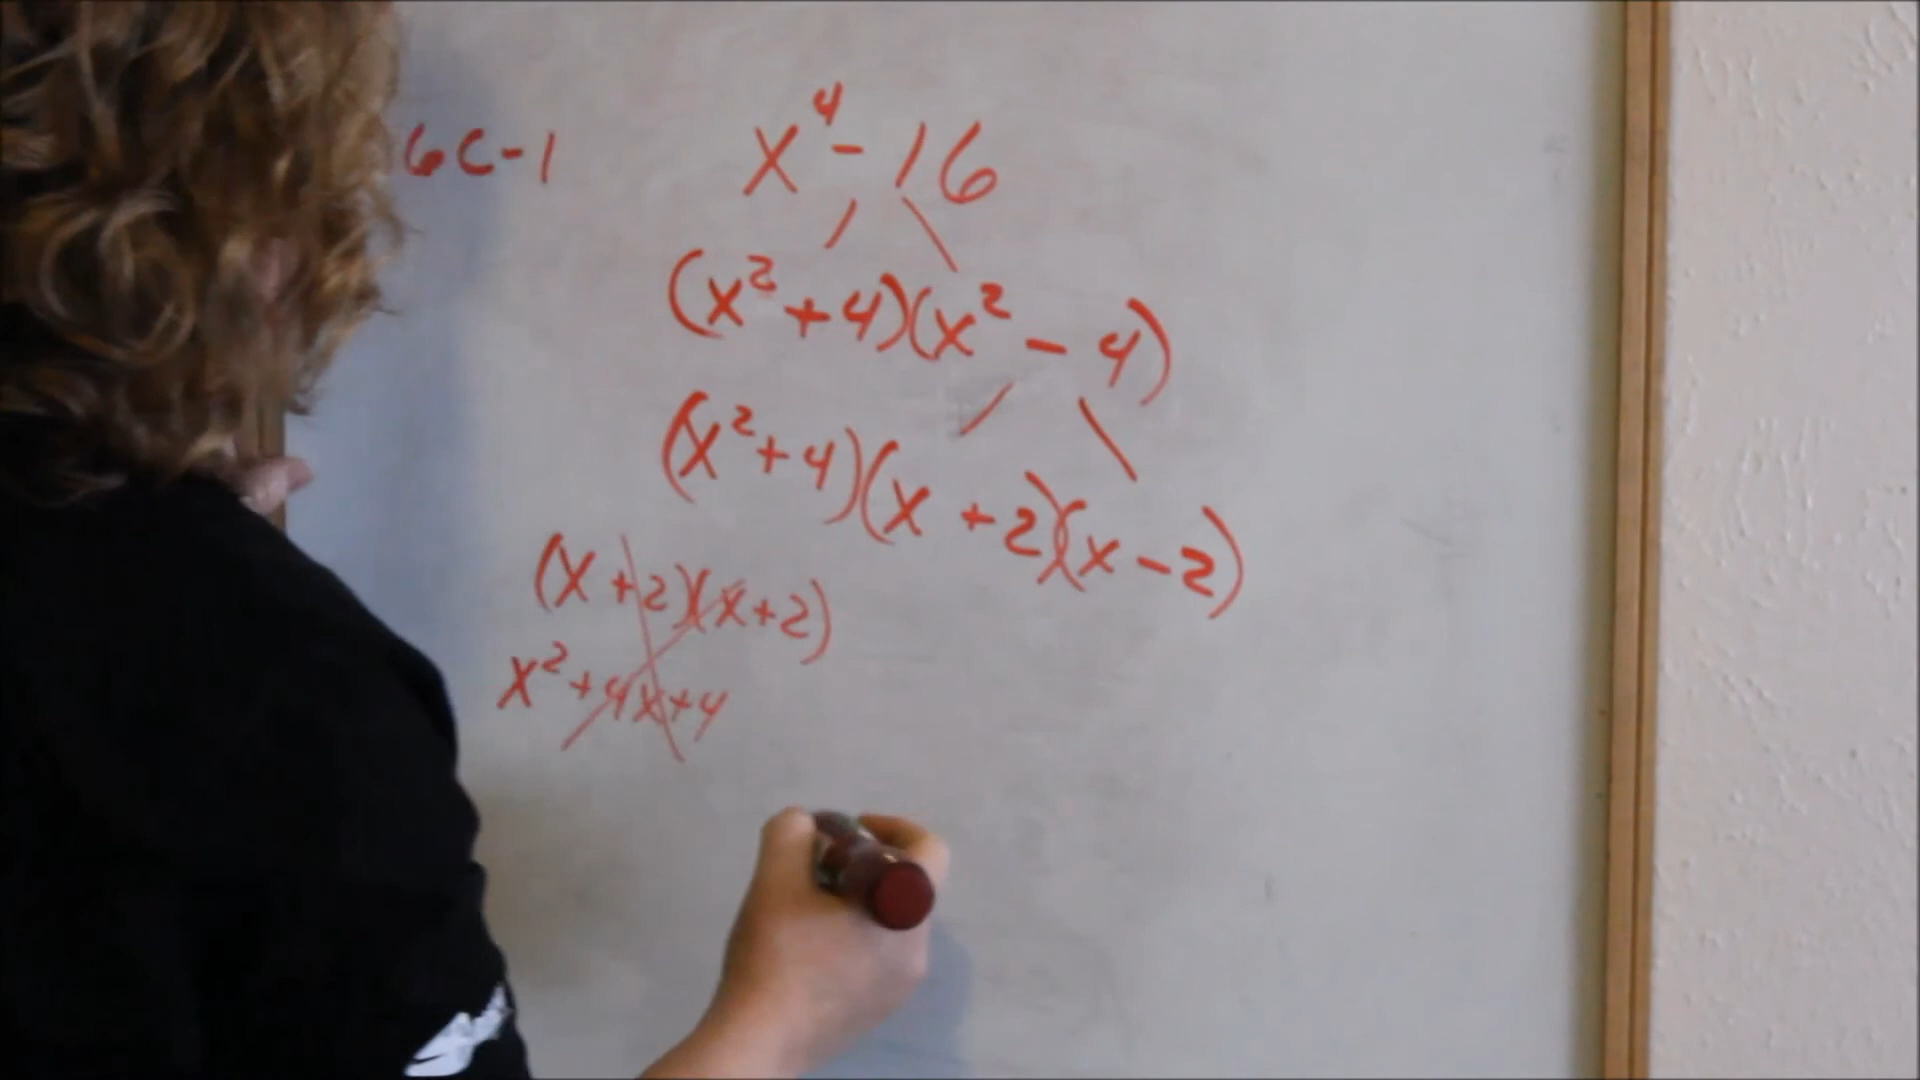 6C-1
x⁴ - 16
(x² + 4)(x² - 4)
(x² + 4)(x + 2)(x - 2)
(x + 2)(x + 2)
x² + 4x + 4